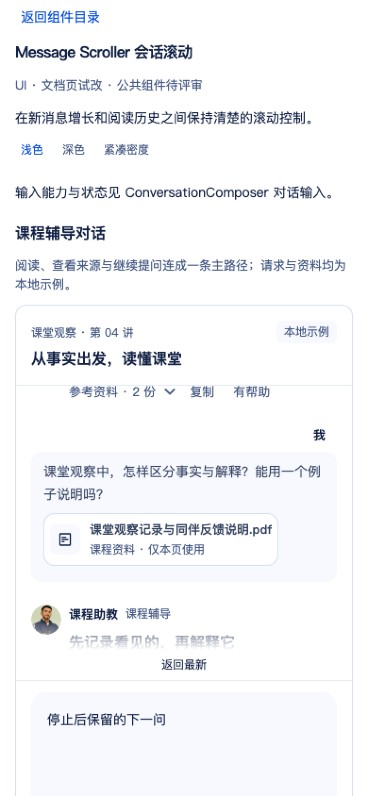 返回组件目录
Message Scroller 会话滚动
UI · 文档页试改 · 公共组件待评审
在新消息增长和阅读历史之间保持清楚的滚动控制。
浅色 深色 紧凑密度
输入能力与状态见 ConversationComposer 对话输入。
课程辅导对话
阅读、查看来源与继续提问连成一条主路径；请求与资料均为
本地示例。
课堂观察 · 第 04 讲 本地示例
从事实出发，读懂课堂
参考资料 · 2 份 复制 有帮助
我
课堂观察中，怎样区分事实与解释？能用一个例
子说明吗？
课堂观察记录与同伴反馈说明.pdf
课程资料 · 仅本页使用
课程助教 课程辅导
先记录看见的，再解释它
返回最新
停止后保留的下一问